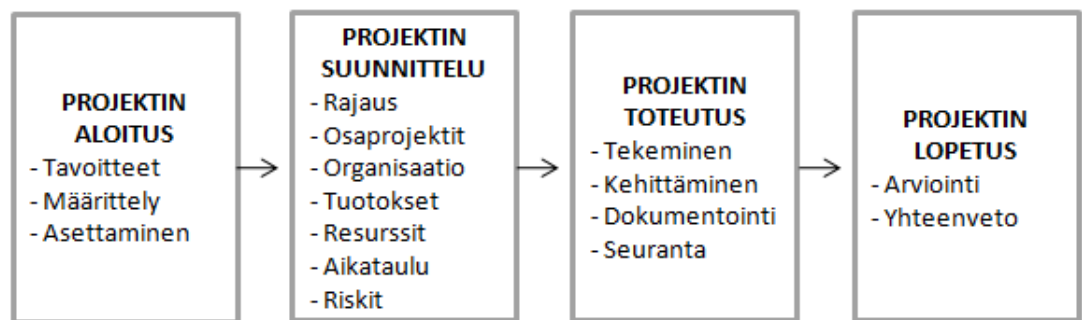 PROJEKTIN
ALOITUS
- Tavoitteet
- Määrittely
- Asettaminen
PROJEKTIN
SUUNNITTELU
- Rajaus
- Osaprojektit
- Organisaatio
- Tuotokset
- Resurssit
- Aikataulu
- Riskit
PROJEKTIN
TOTEUTUS
- Tekeminen
- Kehittäminen
- Dokumentointi
- Seuranta
PROJEKTIN
LOPETUS
- Arviointi
- Yhteenveto